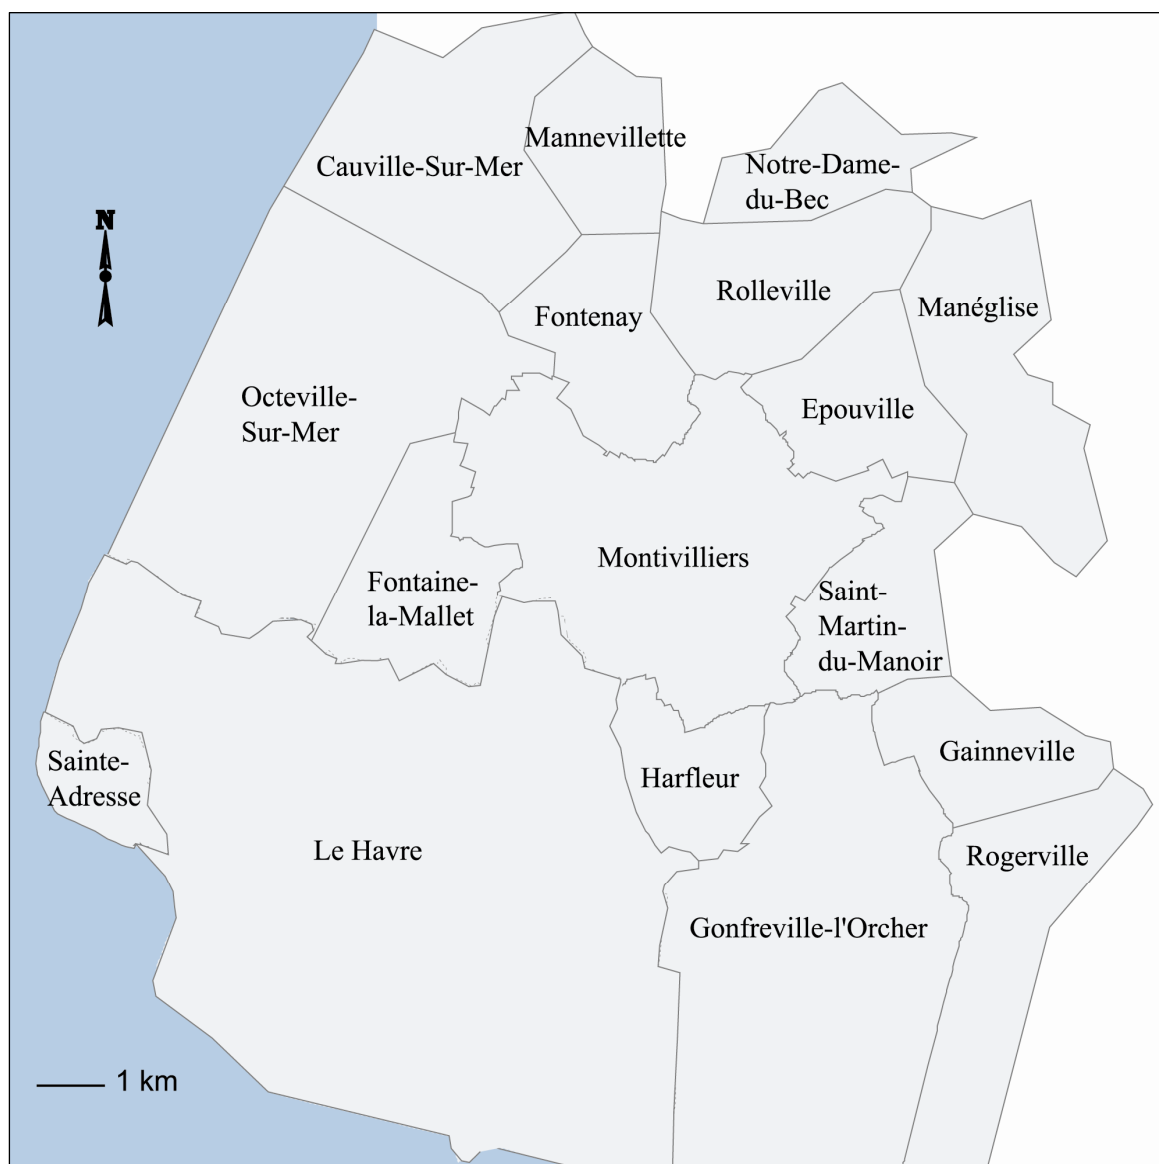 Mannevillette
Cauville-Sur-Mer
Notre-Dame-
du-Bec
N
Rolleville
Manéglise
Fontenay
Octeville-
Sur-Mer
Epouville
Montivilliers
Fontaine-
la-Mallet
Saint-
Martin-
du-Manoir
Gainneville
Sainte-
Adresse
Harfleur
Le Havre
Rogerville
Gonfreville-l'Orcher
1 km